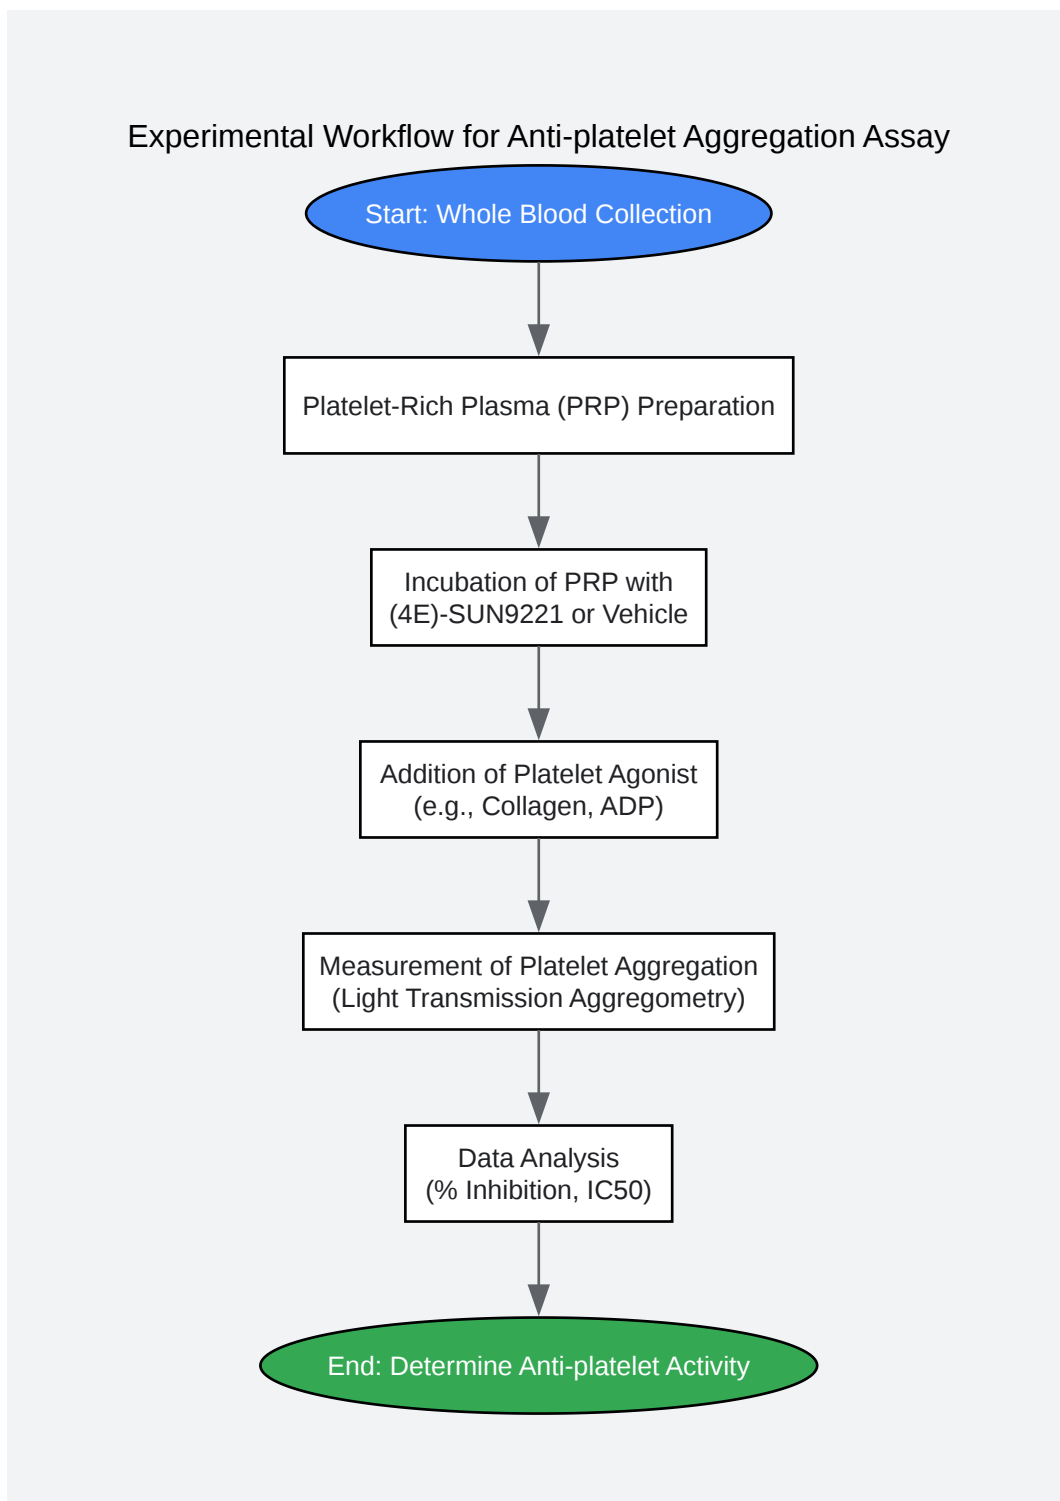 Experimental Workflow for Anti-platelet Aggregation Assay
Start: Whole Blood Collection
Platelet-Rich Plasma (PRP) Preparation
Incubation of PRP with
(4E)-SUN9221 or Vehicle
Addition of Platelet Agonist
(e.g., Collagen, ADP)
Measurement of Platelet Aggregation
(Light Transmission Aggregometry)
Data Analysis
(% Inhibition, IC50)
End: Determine Anti-platelet Activity